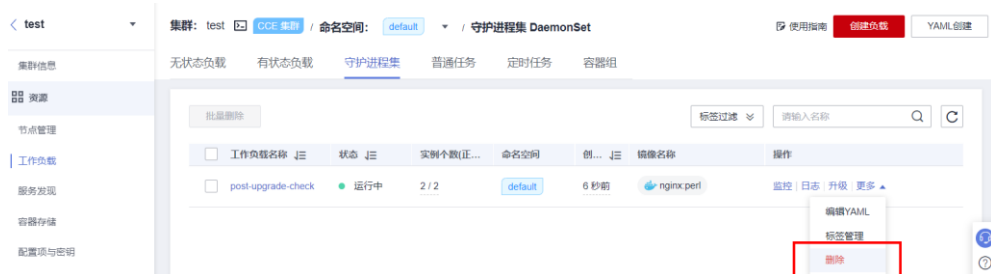 test
集群： test CCE 集群 / 命名空间： default / 守护进程集 DaemonSet
使用指南 创建负载 YAML创建
集群信息
资源
节点管理
工作负载
服务发现
容器存储
配置项与密钥
无状态负载 有状态负载 守护进程集 普通任务 定时任务 容器组
批量删除 标签过滤 请输入名称
工作负载名称 状态 实例个数(正... 命名空间 创... 镜像名称 操作
post-upgrade-check 运行中 2 / 2 default 6 秒前 nginx:perl 监控 日志 升级 更多
编辑YAML
标签管理
删除